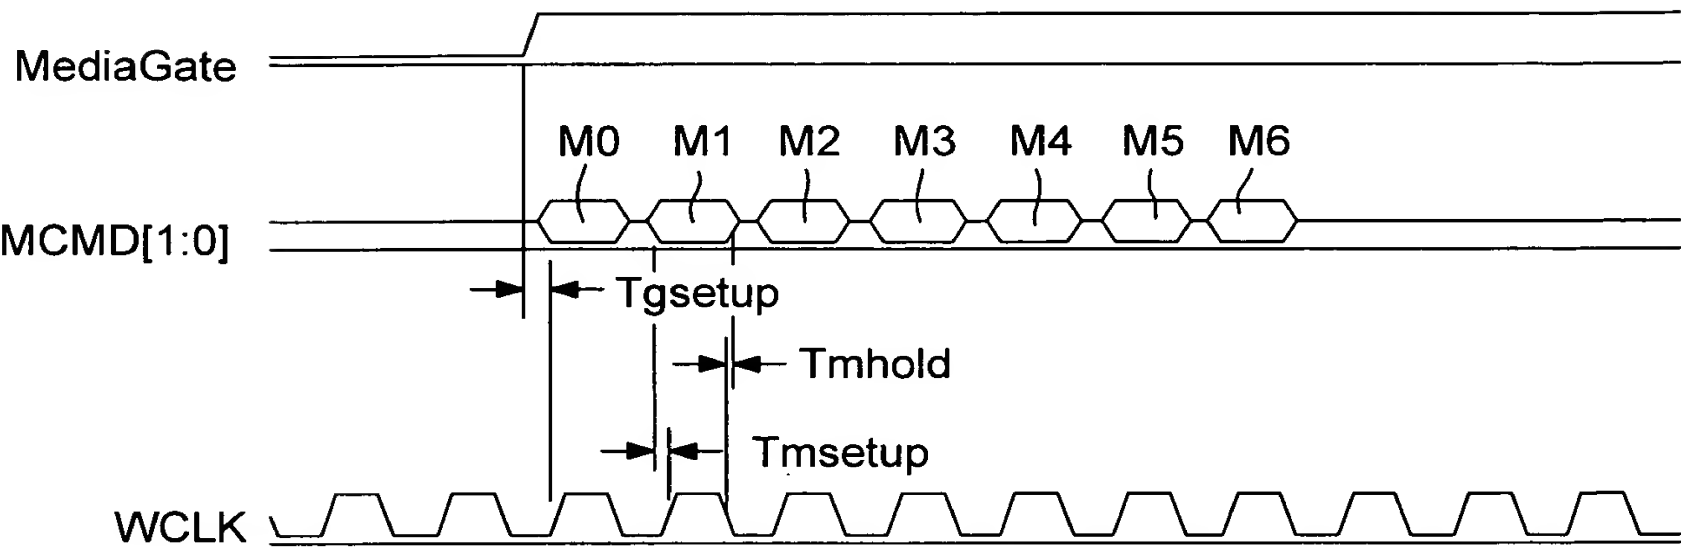 MediaGate
M0 M1 M2 M3 M4 M5 M6
MCMD[1:0]
Tgsetup
Tmhold
Tmsetup
WCLK